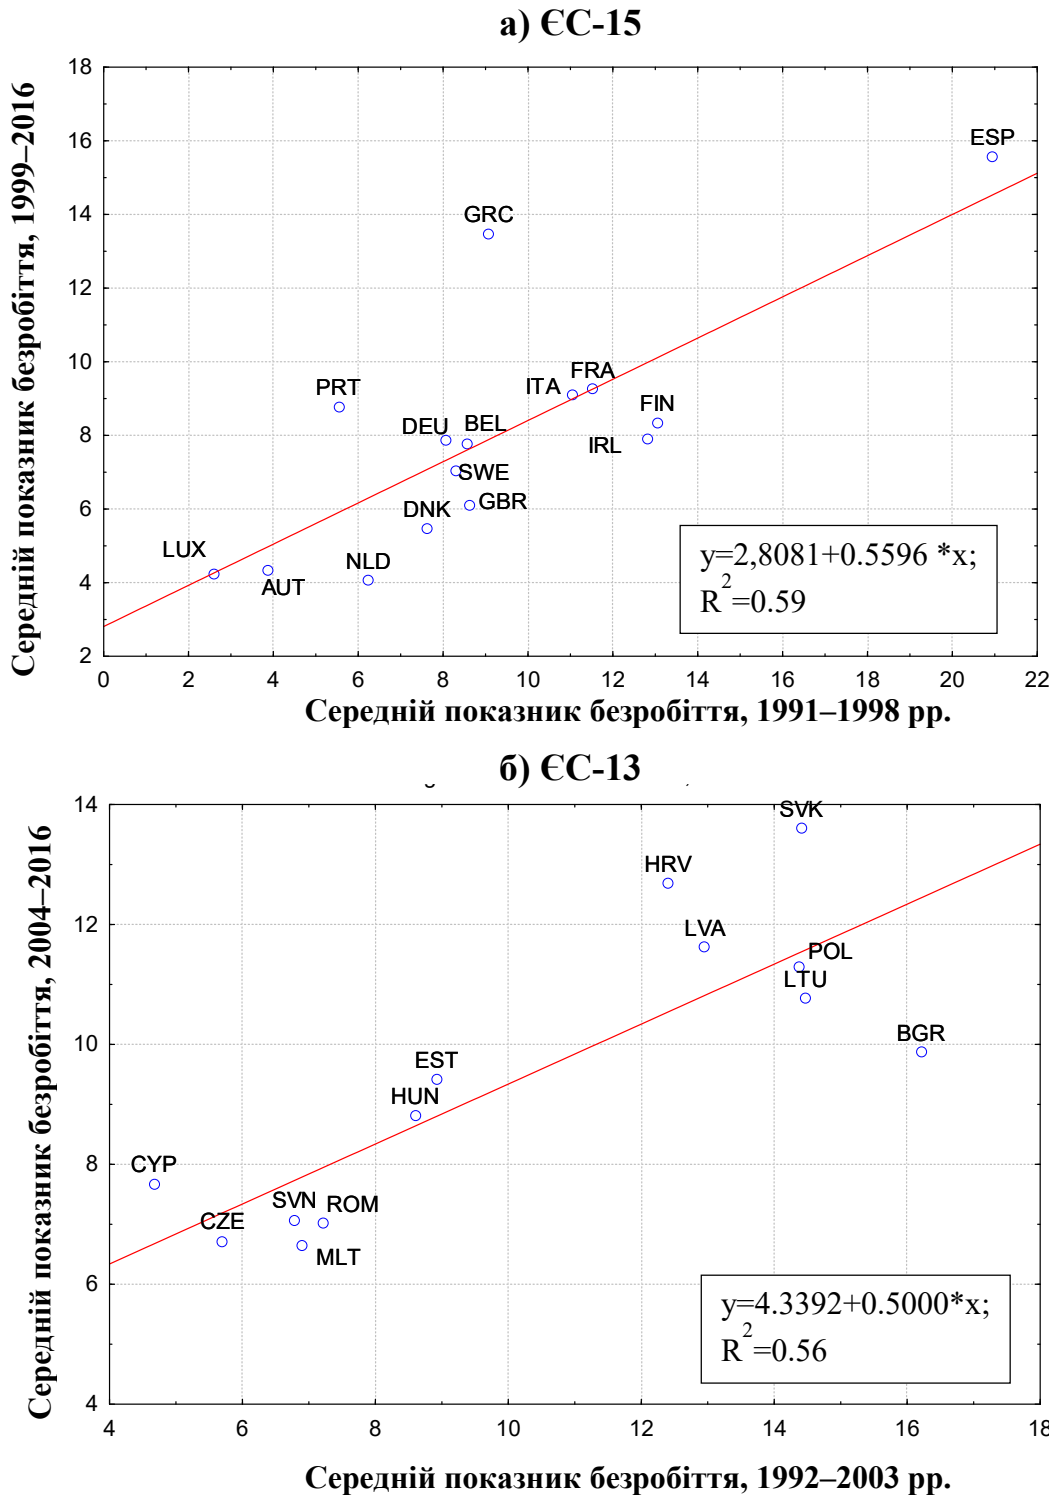 а) ЄС-15
Середній показник безробіття, 1999–2016
18
16
14
12
10
8
6
4
2
ESP
GRC
PRT
ITA
FRA
FIN
DEU
BEL
IRL
SWE
DNK
GBR
LUX
AUT
NLD
y=2,8081+0.5596 *x;
R²=0.59
0 2 4 6 8 10 12 14 16 18 20 22
Середній показник безробіття, 1991–1998 рр.
б) ЄС-13
Середній показник безробіття, 2004–2016
14
12
10
8
6
4
SVK
HRV
LVA
POL
LTU
BGR
EST
HUN
CYP
SVN
ROM
CZE
MLT
y=4.3392+0.5000*x;
R²=0.56
4 6 8 10 12 14 16 18
Середній показник безробіття, 1992–2003 рр.